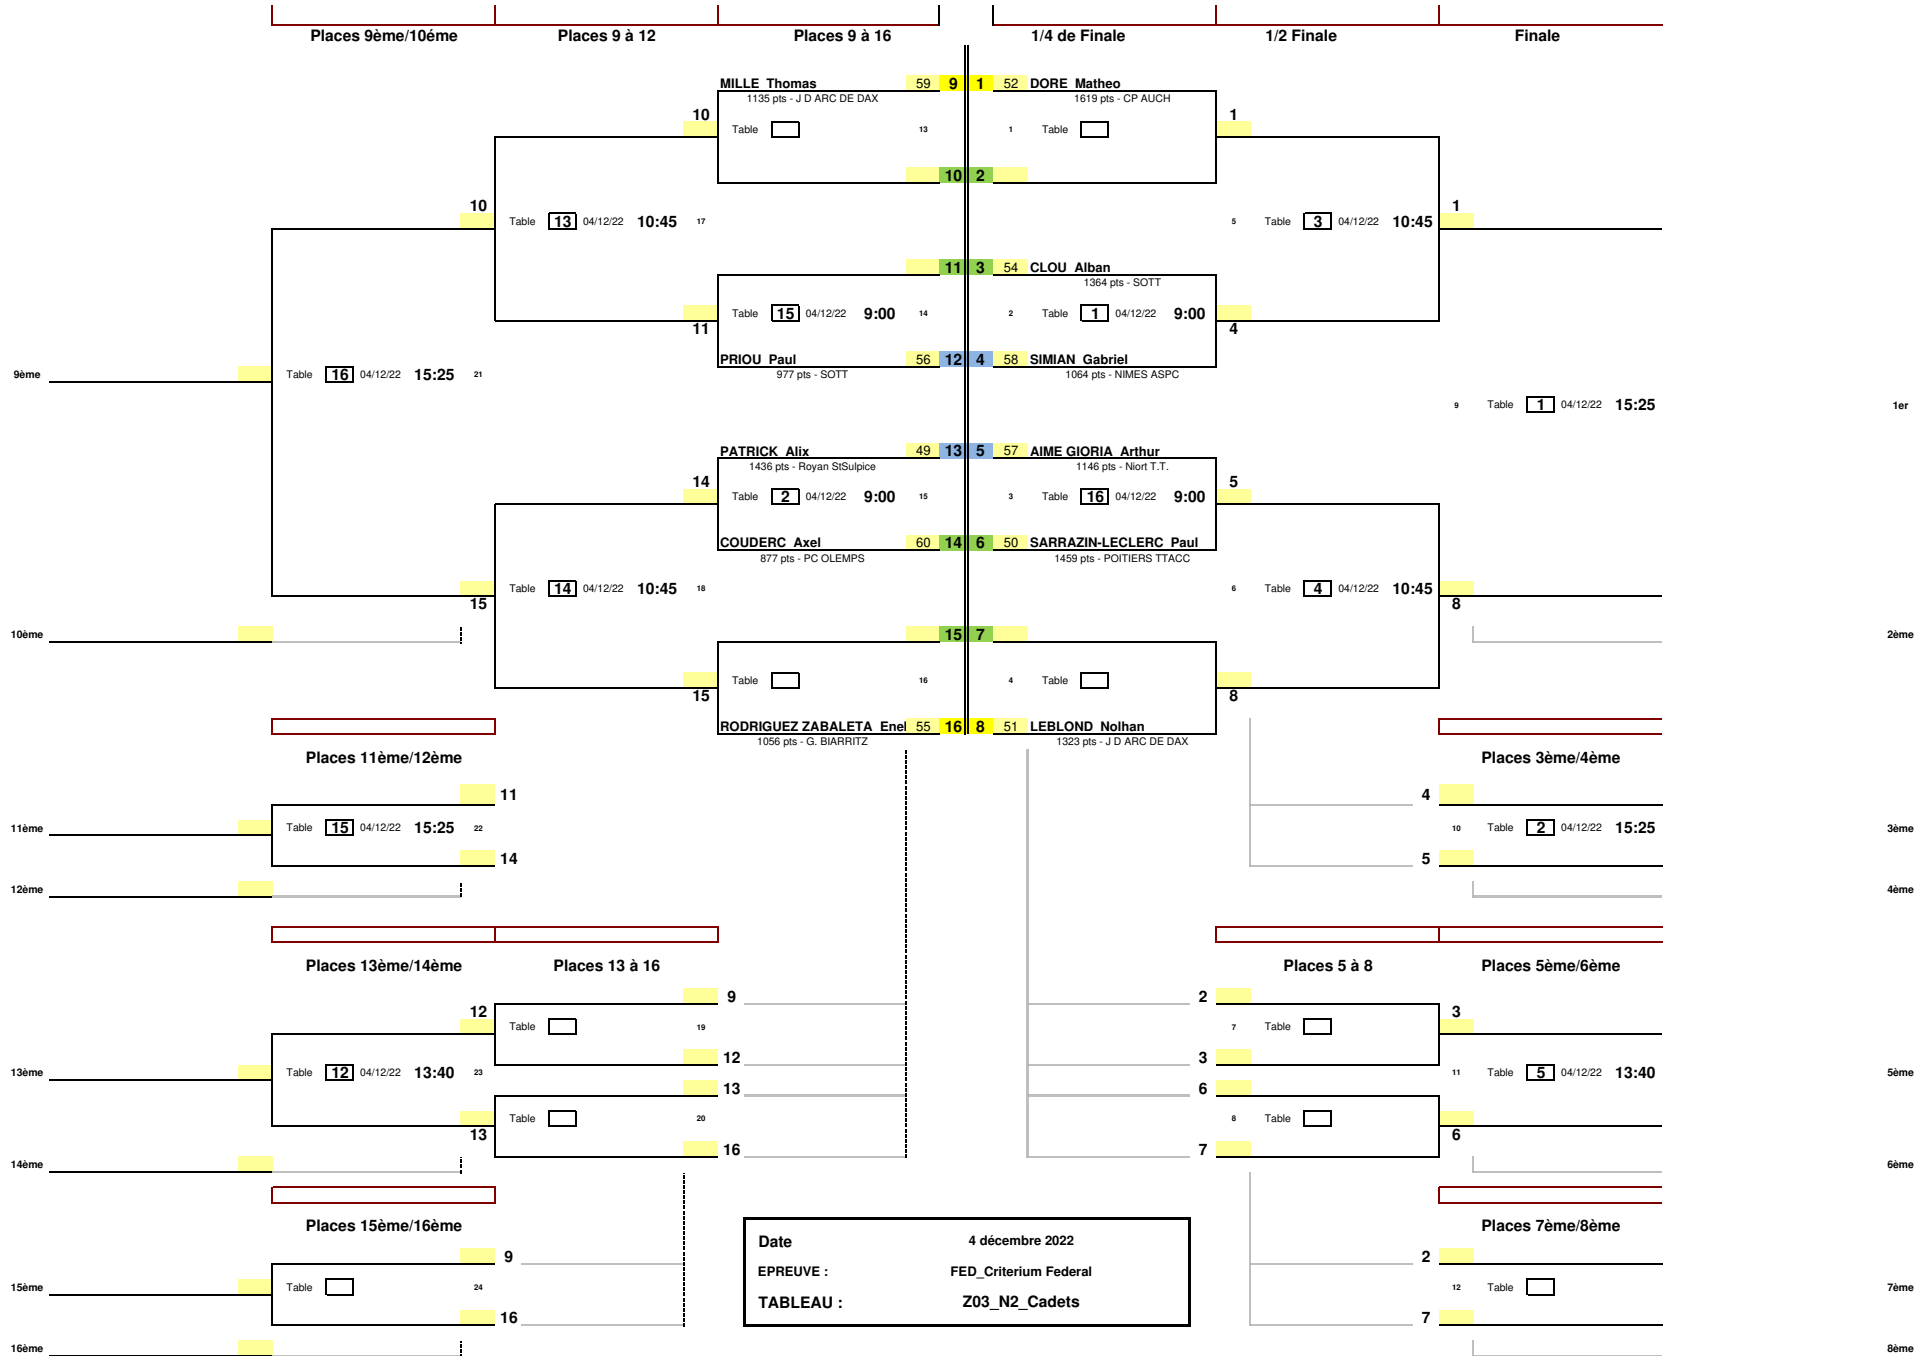 Places 9ème/10éme Places 9 à 12 Places 9 à 16 1/4 de Finale 1/2 Finale Finale
MILLE Thomas 59 9 1 52 DORE Matheo
1135 pts - J D ARC DE DAX 1619 pts - CP AUCH
10 1
Table 13 1 Table
10 2
10 1
Table 13 04/12/22 10:45 17 5 Table 3 04/12/22 10:45
11 3 54 CLOU Alban
1364 pts - SOTT
Table 15 04/12/22 9:00 14 2 Table 1 04/12/22 9:00
11 4
PRIOU Paul 56 12 4 58 SIMIAN Gabriel
977 pts - SOTT 1064 pts - NIMES ASPC
9ème Table 16 04/12/22 15:25 21
9 Table 1 04/12/22 15:25 1er
PATRICK Alix 49 13 5 57 AIME GIORIA Arthur
1436 pts - Royan StSulpice 1146 pts - Niort T.T.
14 5
Table 2 04/12/22 9:00 15 3 Table 16 04/12/22 9:00
COUDERC Axel 60 14 6 50 SARRAZIN-LECLERC Paul
877 pts - PC OLEMPS 1459 pts - POITIERS TTACC
Table 14 04/12/22 10:45 18 6 Table 4 04/12/22 10:45
15 8
10ème 15 7 2ème
Table 16 4 Table
15 8
RODRIGUEZ ZABALETA Enel 55 16 8 51 LEBLOND Nolhan
1056 pts - G. BIARRITZ 1323 pts - J D ARC DE DAX
Places 11ème/12ème Places 3ème/4ème
11 4
11ème Table 15 04/12/22 15:25 22 10 Table 2 04/12/22 15:25 3ème
14 5
12ème 4ème
Places 13ème/14ème Places 13 à 16 Places 5 à 8 Places 5ème/6ème
9 2
12 3
Table 19 7 Table
12 3
13ème Table 12 04/12/22 13:40 23 11 Table 5 04/12/22 13:40 5ème
13 6
Table 20 8 Table
13 6
16 7
14ème 6ème
Places 15ème/16ème Places 7ème/8ème
Date 4 décembre 2022
9 2
EPREUVE : FED_Criterium Federal
15ème Table 24 12 Table 7ème
TABLEAU : Z03_N2_Cadets
16 7
16ème 8ème